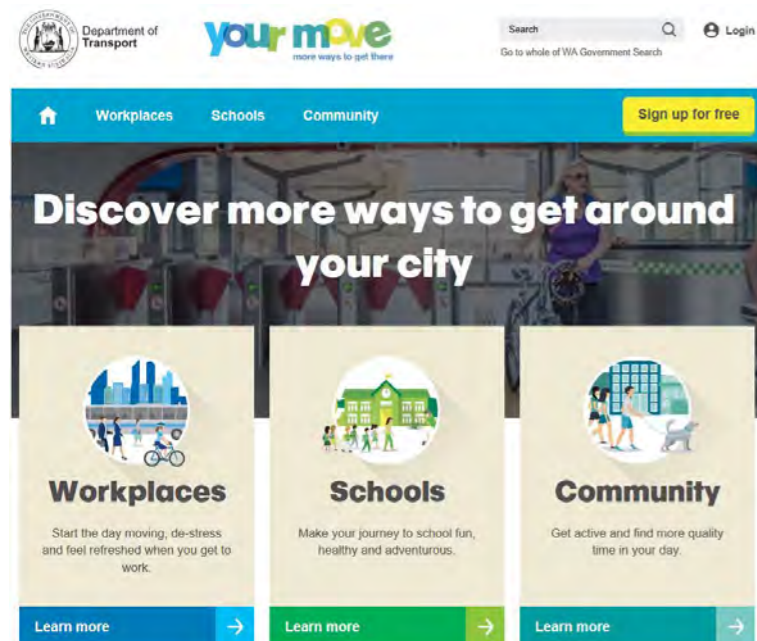 Department of
Transport
your move
more ways to get there
Search
Login
Go to whole of WA Government Search
Workplaces
Schools
Community
Sign up for free
Discover more ways to get around
your city
Workplaces
Start the day moving, de-stress
and feel refreshed when you get to
work.
Learn more
Schools
Make your journey to school fun,
healthy and adventurous.
Learn more
Community
Get active and find more quality
time in your day.
Learn more